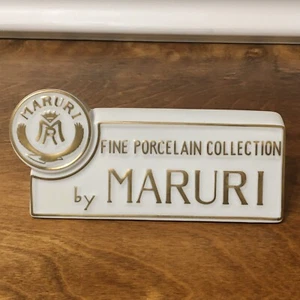 MARURI
M
FINE PORCELAIN COLLECTION
by MARURI